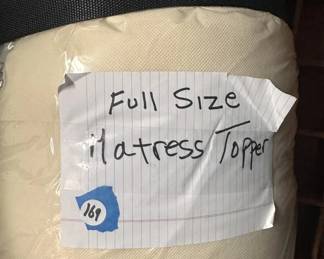 Full Size
Matress Topper
169